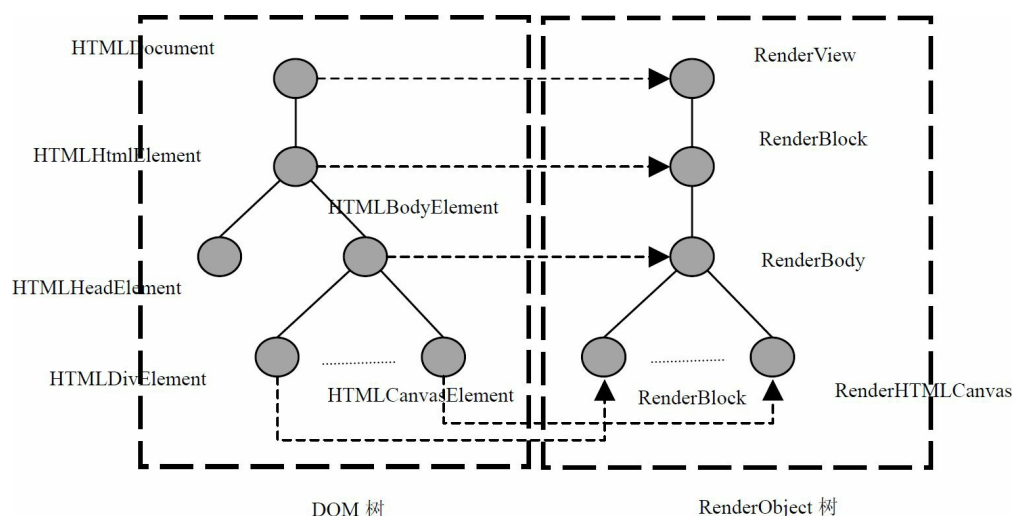 HTMLDocument
RenderView
HTMLHtmlElement
RenderBlock
HTMLBodyElement
RenderBody
HTMLHeadElement
HTMLDivElement
HTMLCanvasElement
RenderBlock
RenderHTMLCanvas
DOM 树
RenderObject 树